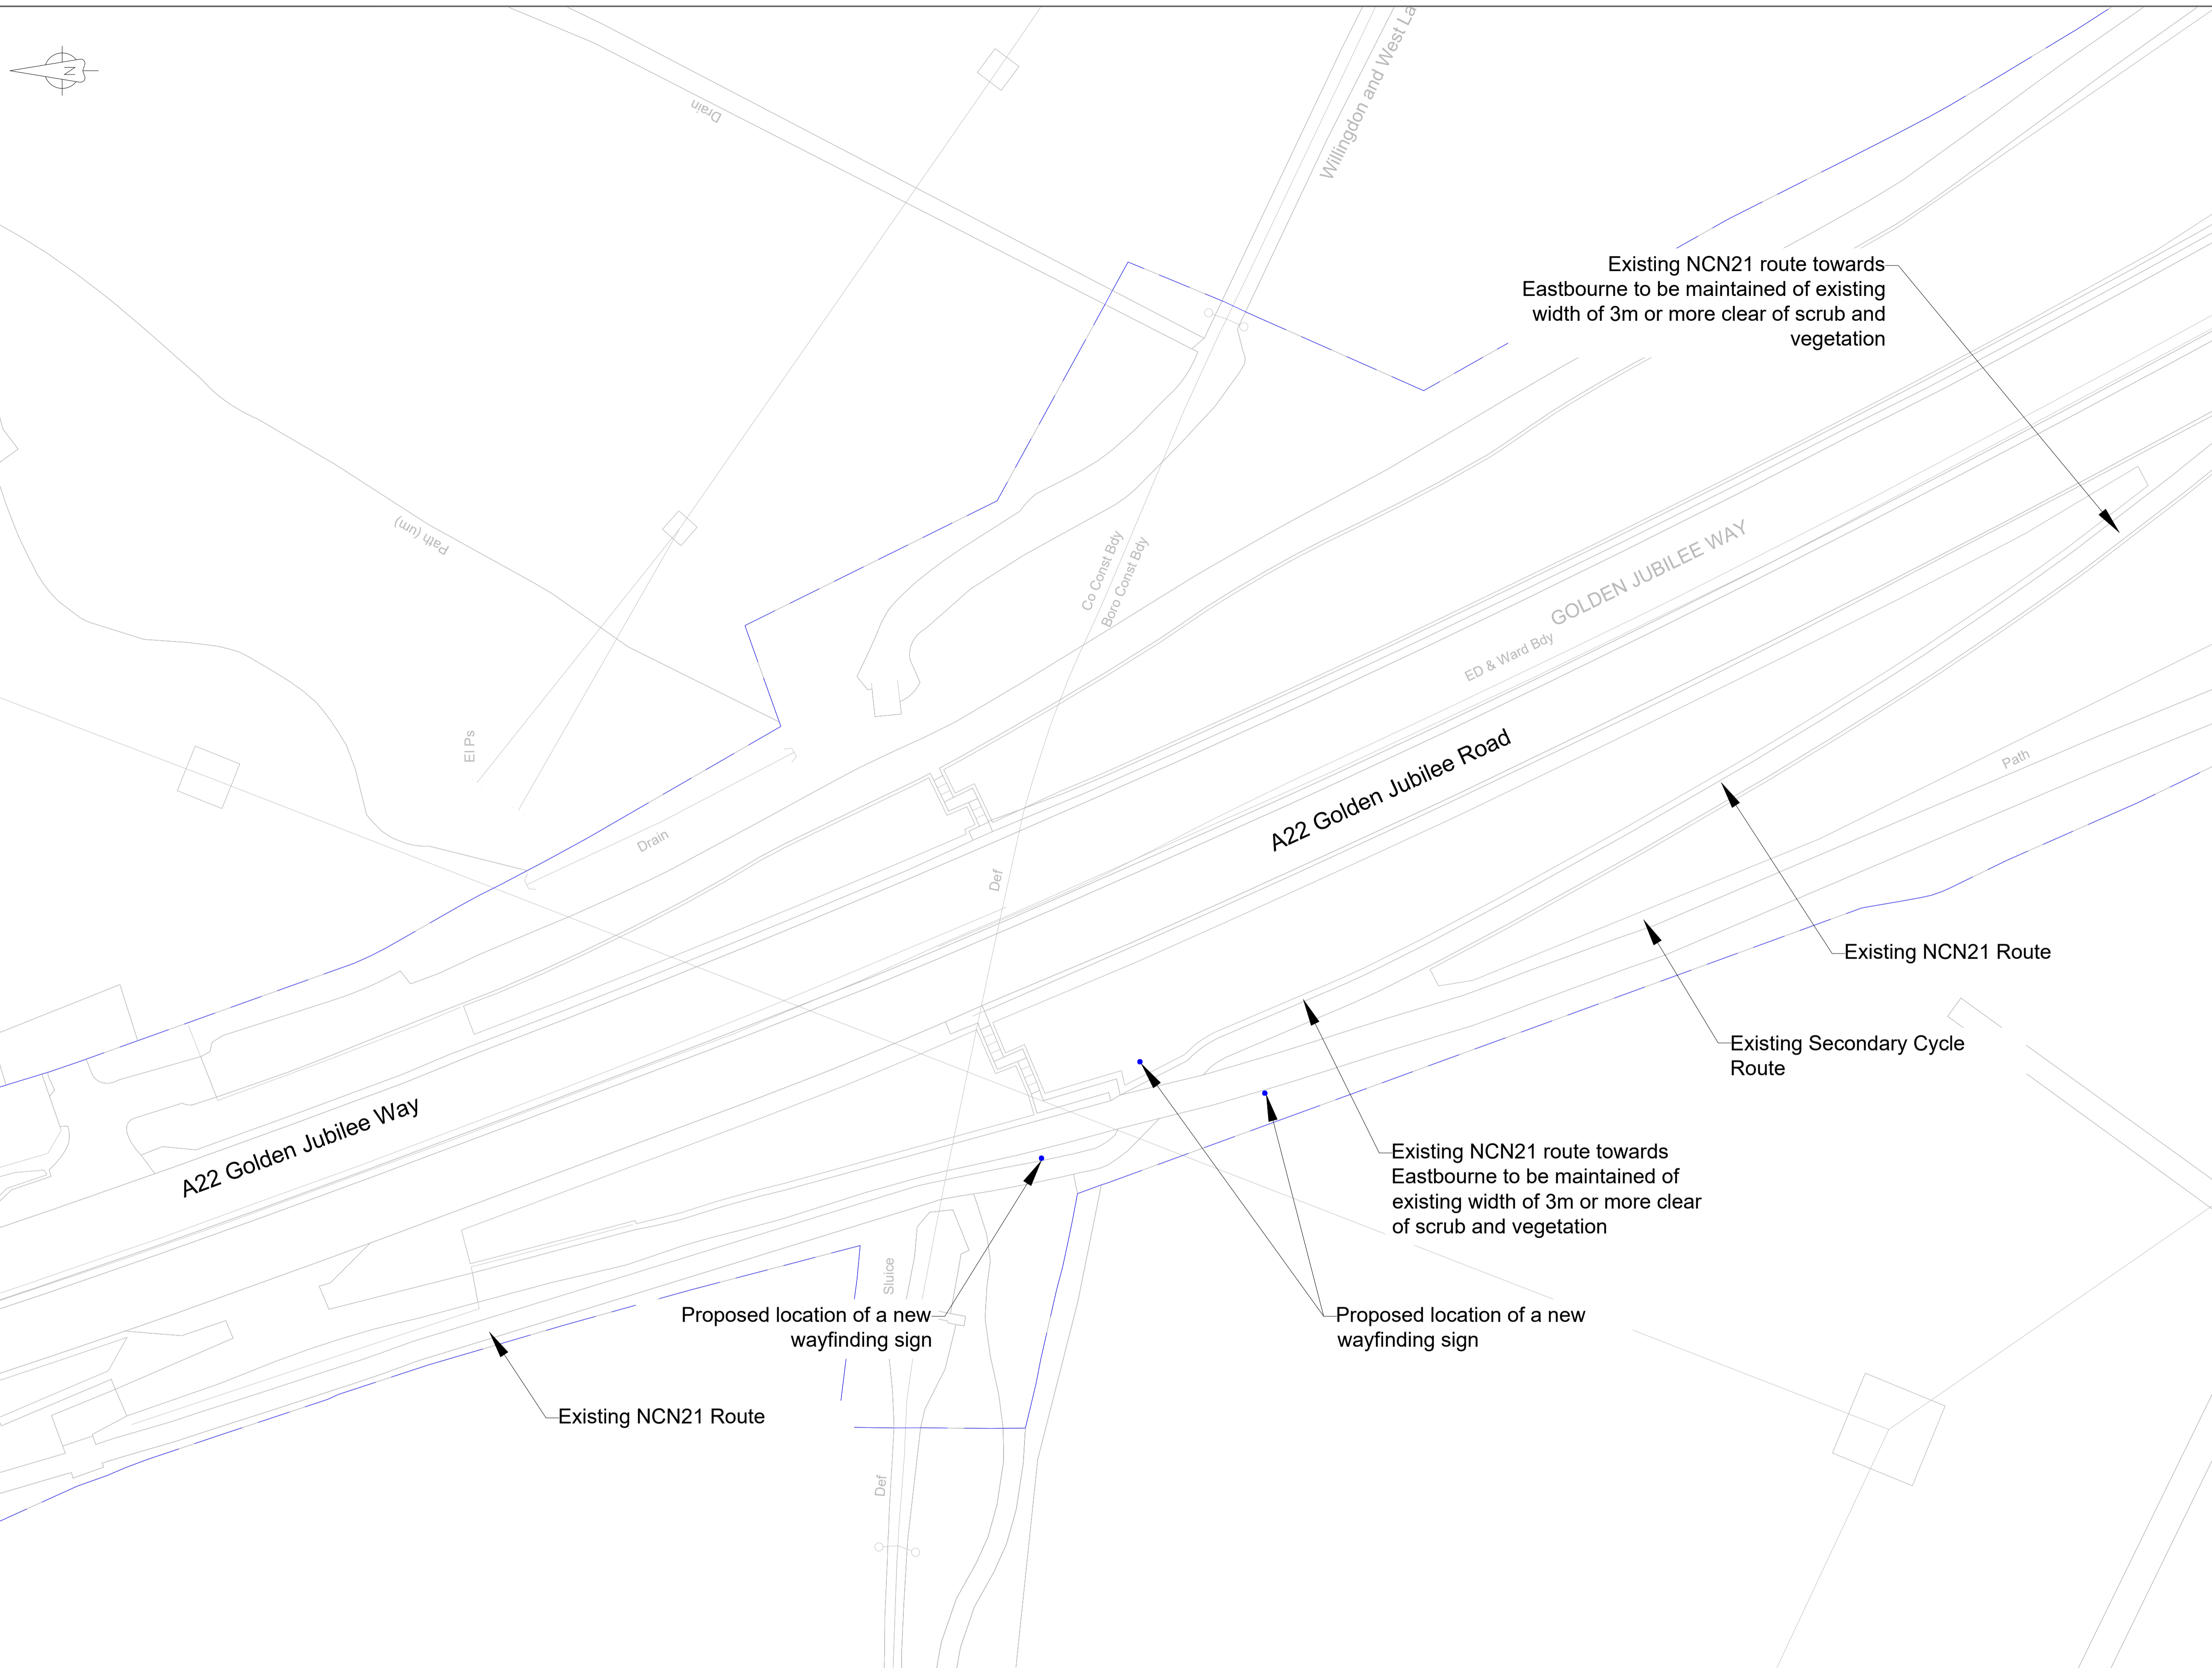 N
Drain
Willingdon and West La
Existing NCN21 route towards
Eastbourne to be maintained of existing
width of 3m or more clear of scrub and
vegetation
Path (um)
Co Const Bdy
Boro Const Bdy
GOLDEN JUBILEE WAY
ED & Ward Bdy
El Ps
A22 Golden Jubilee Road
Path
Drain
Def
Existing NCN21 Route
Existing Secondary Cycle
Route
A22 Golden Jubilee Way
Existing NCN21 route towards
Eastbourne to be maintained of
existing width of 3m or more clear
of scrub and vegetation
Sluice
Proposed location of a new
wayfinding sign
Proposed location of a new
wayfinding sign
Existing NCN21 Route
Def